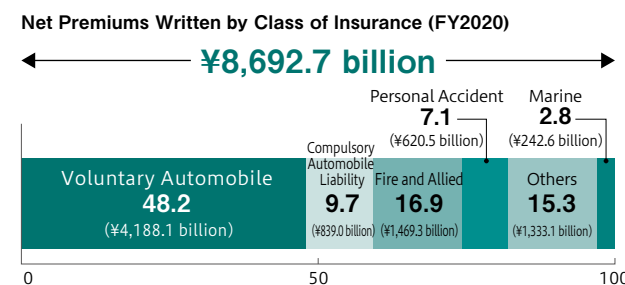 Net Premiums Written by Class of Insurance (FY2020)
¥8,692.7 billion
Personal Accident
7.1
(¥620.5 billion)
Marine
2.8
(¥242.6 billion)
Voluntary Automobile
48.2
(¥4,188.1 billion)
Compulsory
Automobile
Liability
9.7
(¥839.0 billion)
Fire and Allied
16.9
(¥1,469.3 billion)
Others
15.3
(¥1,333.1 billion)
0
50
100